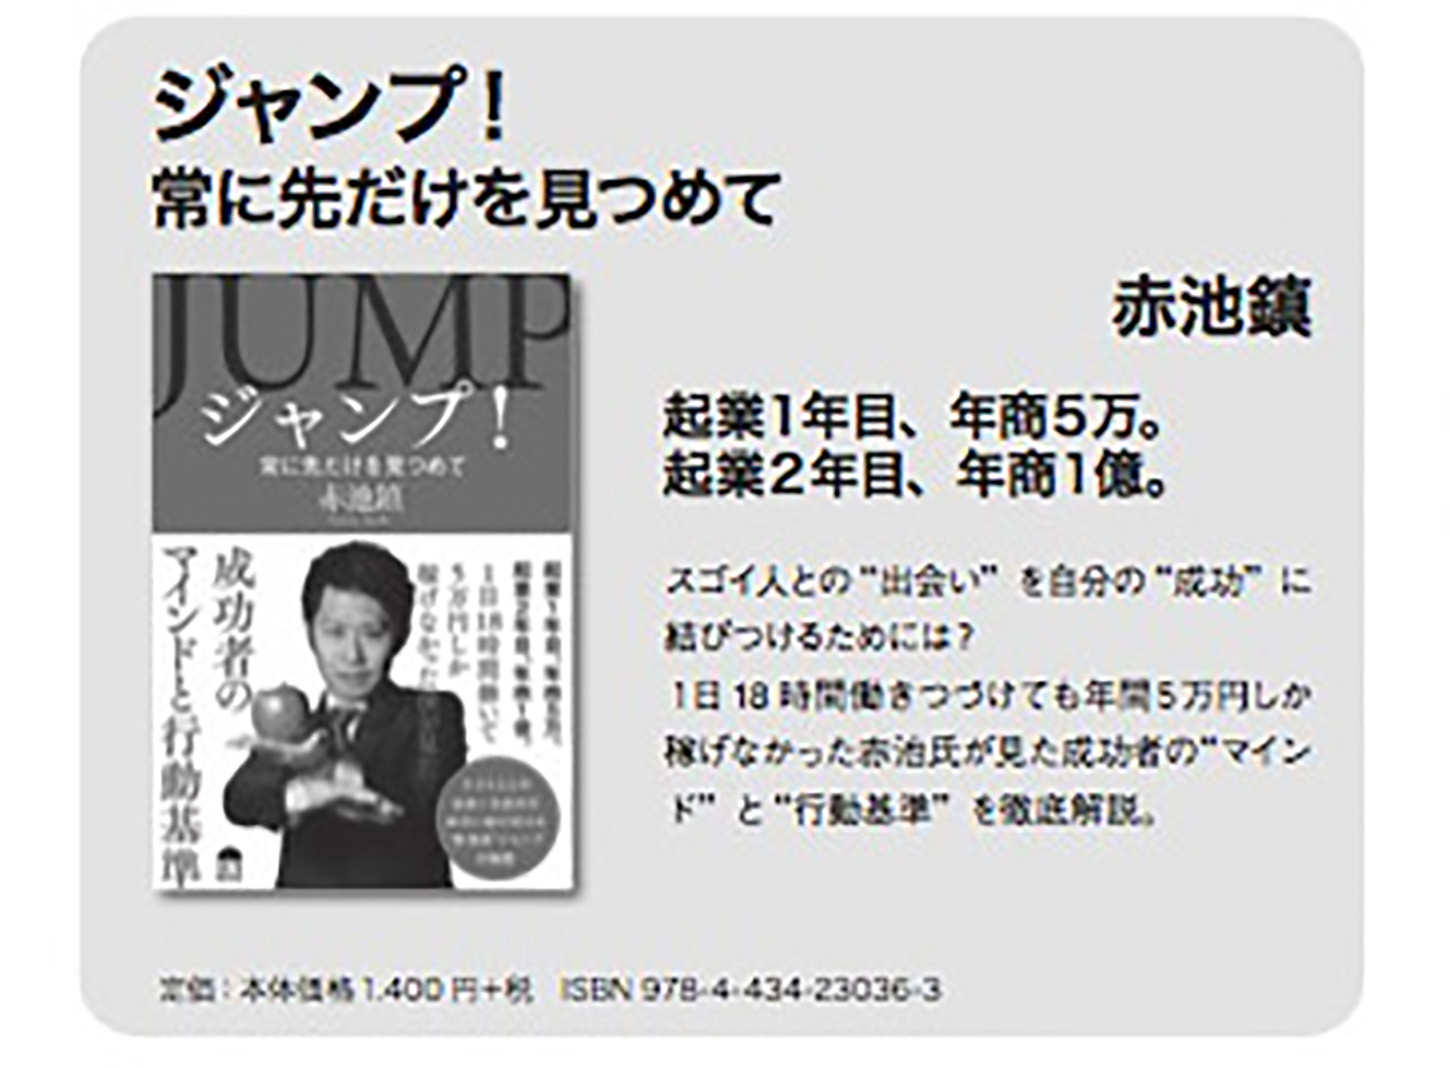 ジャンプ！
常に先だけを見つめて
赤池鎮
JUMP
ジャンプ！
常に先だけを見つめて
赤池鎮
起業1年目、年商5万。
起業2年目、年商1億。
1日18時間働いて
5万円しか
稼げなかった
成功者の
マインドと行動基準
起業1年目、年商5万。
起業2年目、年商1億。
スゴイ人との“出会い”を自分の“成功”に
結びつけるためには？
1日18時間働きつづけても年間5万円しか
稼げなかった赤池氏が見た成功者の“マイン
ド”と“行動基準”を徹底解説。
定価：本体価格1.400円＋税　ISBN 978-4-434-23036-3